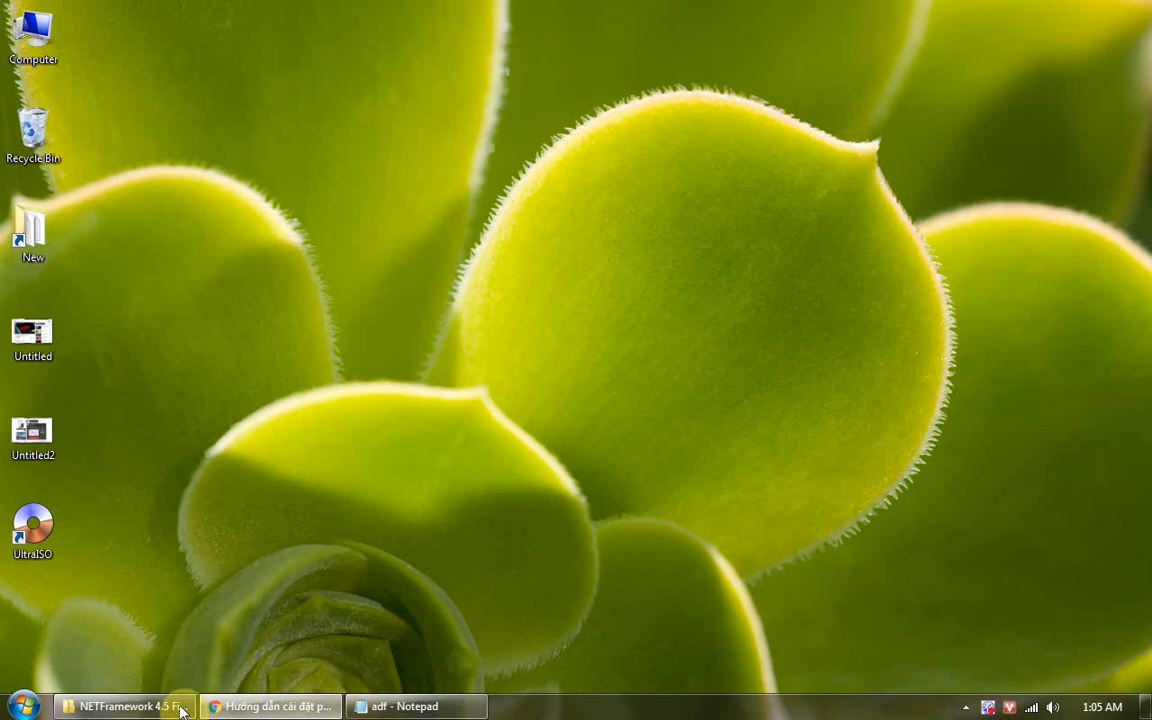 Computer
Recycle Bin
New
Untitled
Untitled2
UltraISO
NETFramework 4.5 F...
Hướng dẫn cài đặt p...
adf - Notepad
V
1:05 AM